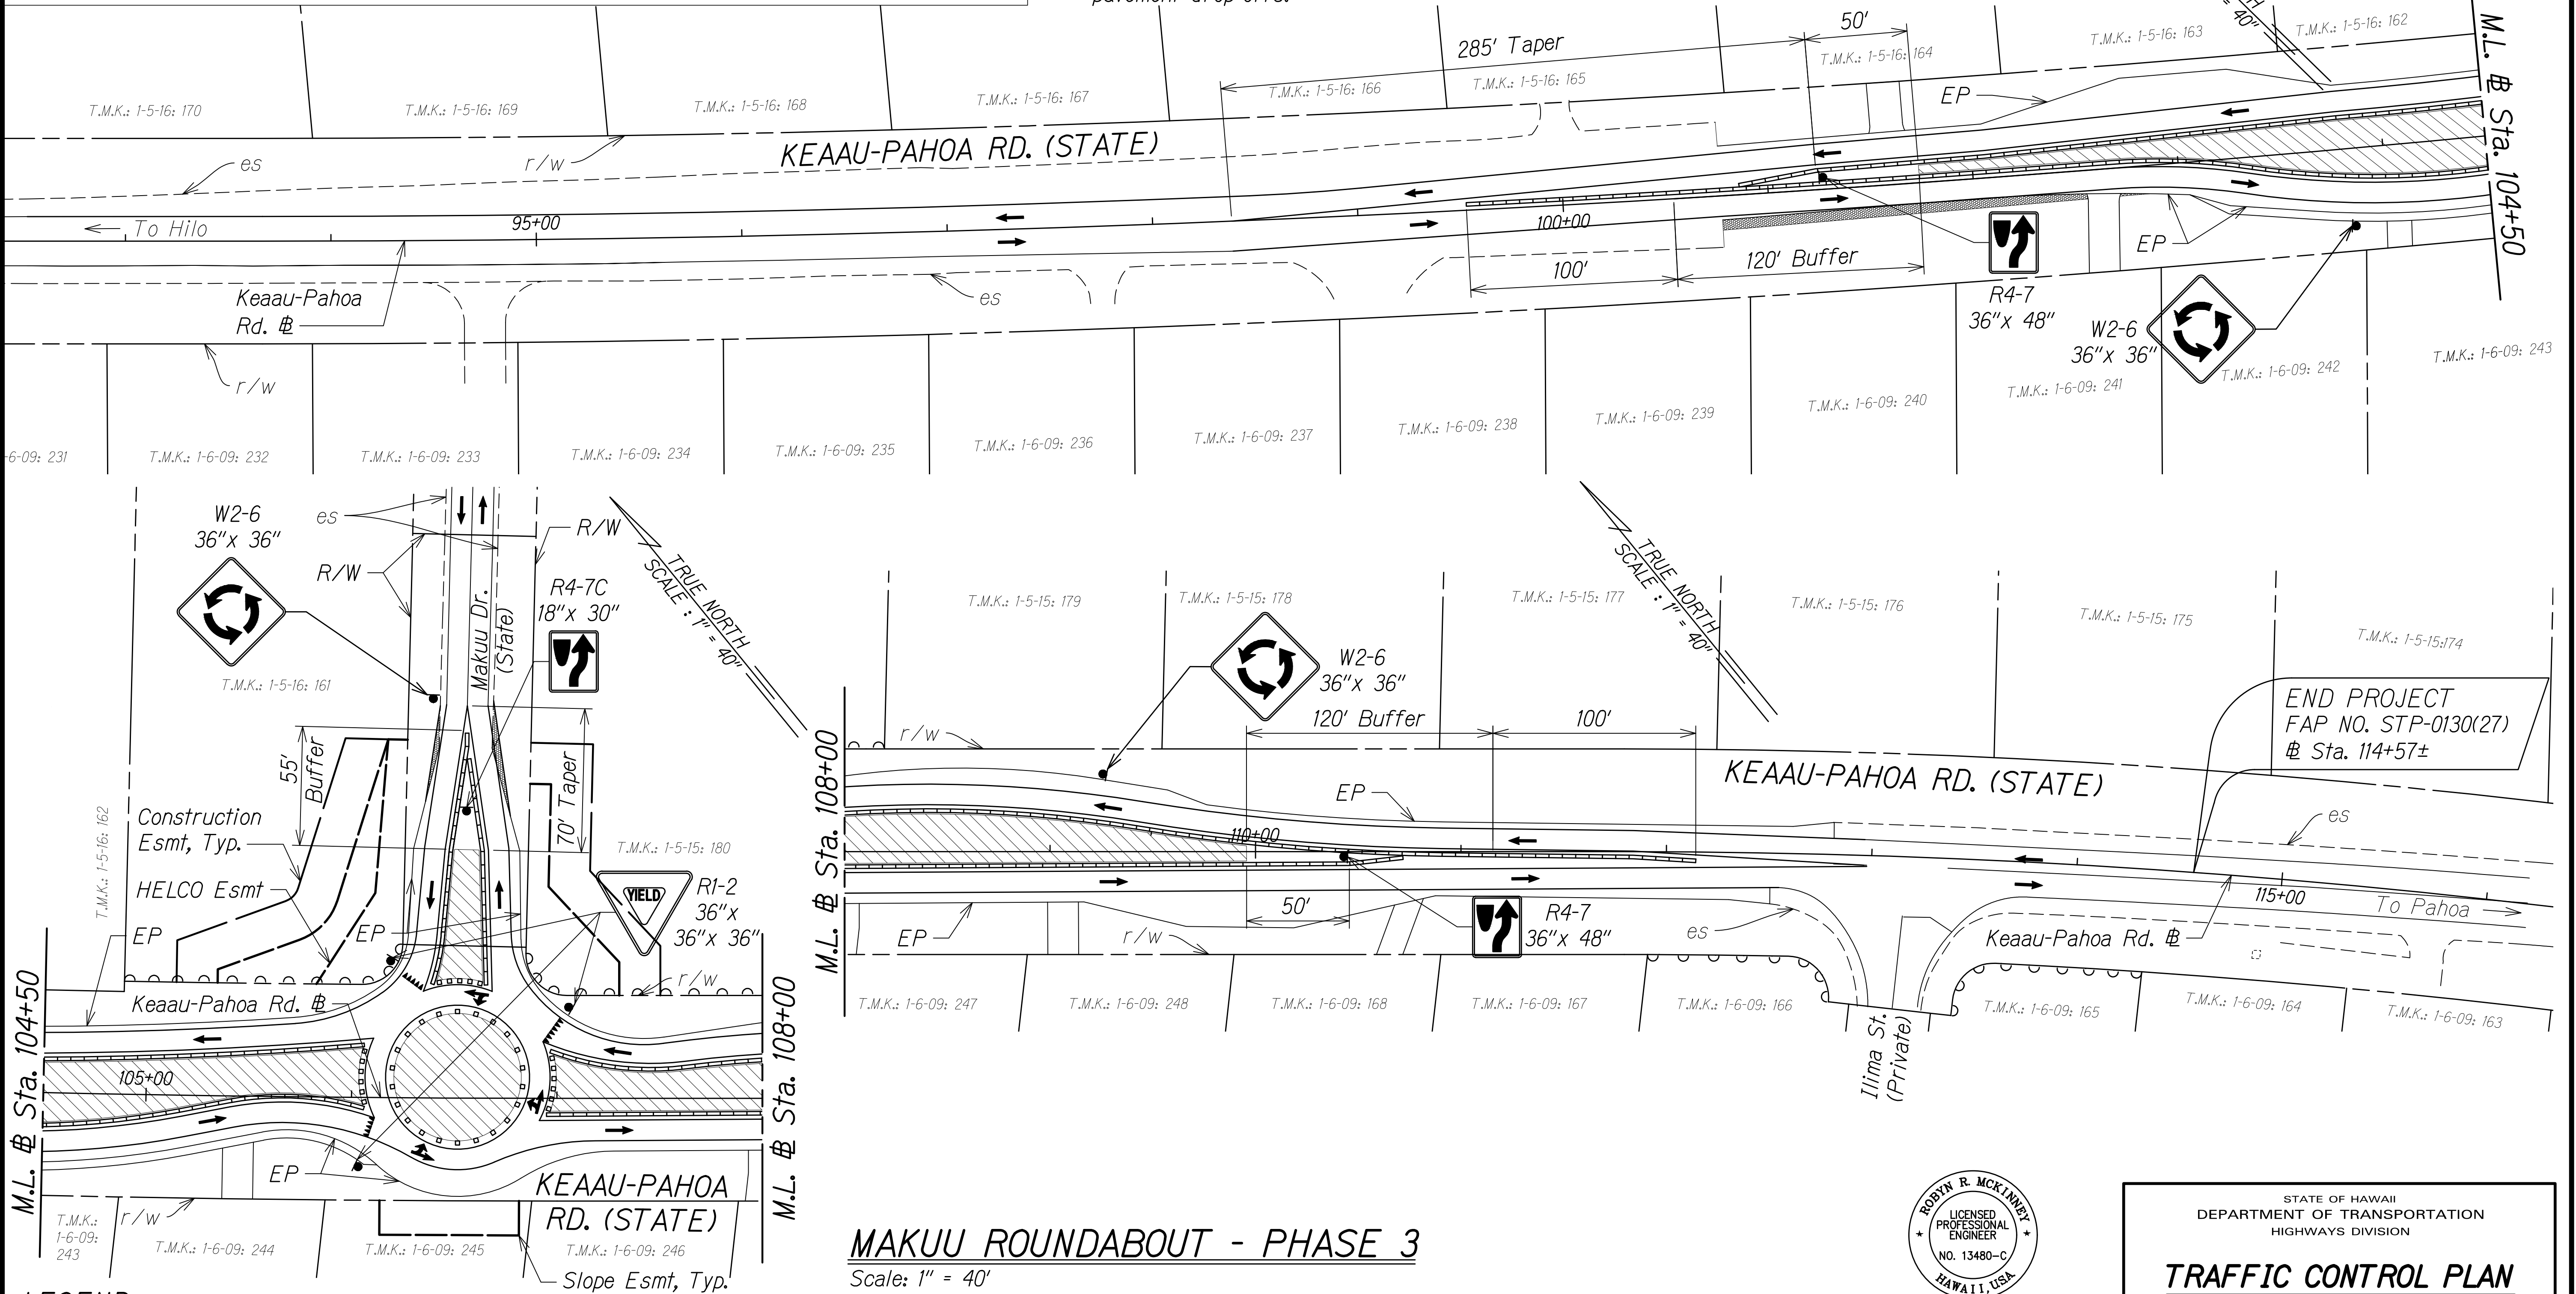 50'
285' Taper
T.M.K.: 1-5-16: 170
T.M.K.: 1-5-16: 169
T.M.K.: 1-5-16: 168
T.M.K.: 1-5-16: 167
T.M.K.: 1-5-16: 166
T.M.K.: 1-5-16: 165
T.M.K.: 1-5-16: 164
T.M.K.: 1-5-16: 163
T.M.K.: 1-5-16: 162
EP
KEAAU-PAHOA RD. (STATE)
es
r/w
To Hilo
95+00
100+00
100'
120' Buffer
EP
Keaau-Pahoa
Rd. ⅊
es
r/w
R4-7
36"x 48"
W2-6
36"x 36"
M.L. ⅊ Sta. 104+50
-6-09: 231
T.M.K.: 1-6-09: 232
T.M.K.: 1-6-09: 233
T.M.K.: 1-6-09: 234
T.M.K.: 1-6-09: 235
T.M.K.: 1-6-09: 236
T.M.K.: 1-6-09: 237
T.M.K.: 1-6-09: 238
T.M.K.: 1-6-09: 239
T.M.K.: 1-6-09: 240
T.M.K.: 1-6-09: 241
T.M.K.: 1-6-09: 242
T.M.K.: 1-6-09: 243
W2-6
36"x 36"
es
R/W
R/W
Makuu Dr.
(State)
R4-7C
18"x 30"
TRUE NORTH
SCALE : 1" = 40'
T.M.K.: 1-5-16: 161
55'
Buffer
70' Taper
Construction
Esmt, Typ.
T.M.K.: 1-5-16: 162
HELCO Esmt
EP
EP
T.M.K.: 1-5-15: 180
YIELD
R1-2
36"x
36"x 36"
r/w
Keaau-Pahoa Rd. ⅊
M.L. ⅊ Sta. 104+50
105+00
M.L. ⅊ Sta. 108+00
EP
KEAAU-PAHOA
RD. (STATE)
r/w
T.M.K.:
1-6-09:
243
T.M.K.: 1-6-09: 244
T.M.K.: 1-6-09: 245
T.M.K.: 1-6-09: 246
Slope Esmt, Typ.
TRUE NORTH
SCALE : 1" = 40'
T.M.K.: 1-5-15: 179
T.M.K.: 1-5-15: 178
T.M.K.: 1-5-15: 177
T.M.K.: 1-5-15: 176
T.M.K.: 1-5-15: 175
T.M.K.: 1-5-15:174
W2-6
36"x 36"
120' Buffer
100'
r/w
M.L. ⅊ Sta. 108+00
END PROJECT
FAP NO. STP-0130(27)
⅊ Sta. 114+57±
KEAAU-PAHOA RD. (STATE)
EP
es
110+00
50'
EP
r/w
R4-7
36"x 48"
es
115+00
To Pahoa
Keaau-Pahoa Rd. ⅊
T.M.K.: 1-6-09: 247
T.M.K.: 1-6-09: 248
T.M.K.: 1-6-09: 168
T.M.K.: 1-6-09: 167
T.M.K.: 1-6-09: 166
T.M.K.: 1-6-09: 165
T.M.K.: 1-6-09: 164
T.M.K.: 1-6-09: 163
Ilima St.
(Private)
MAKUU ROUNDABOUT - PHASE 3
Scale: 1" = 40'
ROBYN R. MCKINNEY
LICENSED
PROFESSIONAL
ENGINEER
NO. 13480-C
HAWAII, USA
STATE OF HAWAII
DEPARTMENT OF TRANSPORTATION
HIGHWAYS DIVISION
TRAFFIC CONTROL PLAN